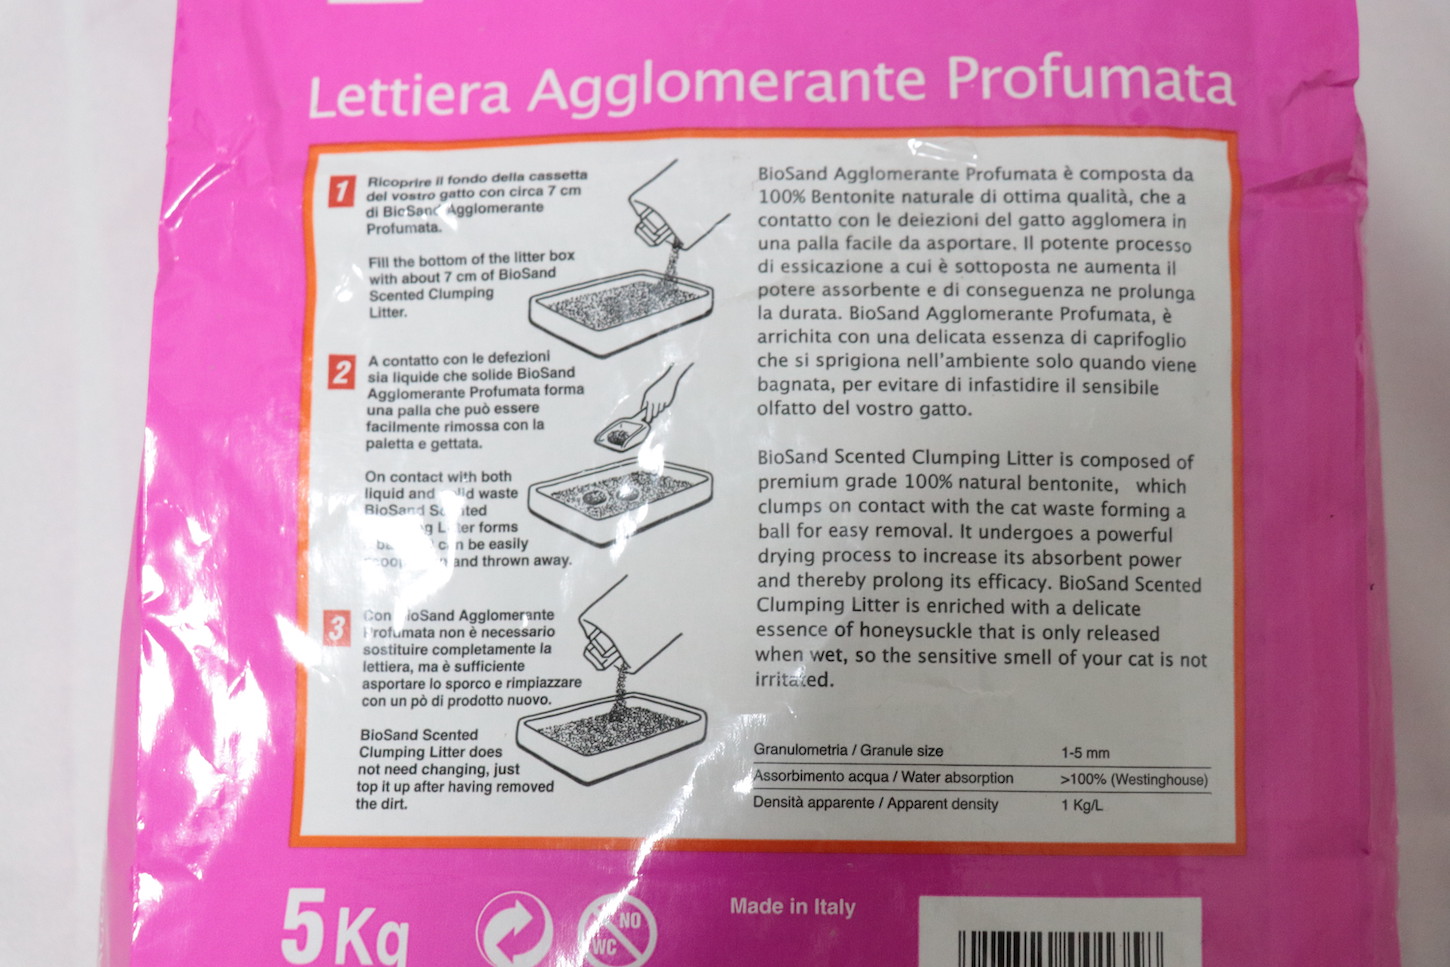 Lettiera Agglomerante Profumata
1
Ricoprire il fondo della cassetta
del vostro gatto con circa 7 cm
di BioSand Agglomerante
Profumata.
Fill the bottom of the litter box
with about 7 cm of BioSand
Scented Clumping
Litter.
2
A contatto con le defezioni
sia liquide che solide BioSand
Agglomerante Profumata forma
una palla che può essere
facilmente rimossa con la
paletta e gettata.
On contact with both
liquid and waste
BioSand
forms
can be easily
and thrown away.
3
Con BioSand Agglomerante
Profumata non è necessario
sostituire completamente la
lettiera, ma è sufficiente
asportare lo sporco e rimpiazzare
con un pò di prodotto nuovo.
BioSand Scented
Clumping Litter does
not need changing, just
top it up after having removed
the dirt.
BioSand Agglomerante Profumata è composta da
100% Bentonite naturale di ottima qualità, che a
contatto con le deiezioni del gatto agglomera in
una palla facile da asportare. Il potente processo
di essicazione a cui è sottoposta ne aumenta il
potere assorbente e di conseguenza ne prolunga
la durata. BioSand Agglomerante Profumata, è
arrichita con una delicata essenza di caprifoglio
che si sprigiona nell'ambiente solo quando viene
bagnata, per evitare di infastidire il sensibile
olfatto del vostro gatto.
BioSand Scented Clumping Litter is composed of
premium grade 100% natural bentonite, which
clumps on contact with the cat waste forming a
ball for easy removal. It undergoes a powerful
drying process to increase its absorbent power
and thereby prolong its efficacy. BioSand Scented
Clumping Litter is enriched with a delicate
essence of honeysuckle that is only released
when wet, so the sensitive smell of your cat is not
irritated.
Granulometria / Granule size 1-5 mm
Assorbimento acqua / Water absorption >100% (Westinghouse)
Densità apparente / Apparent density 1 Kg/L
5 Kg
NO
WC
Made in Italy